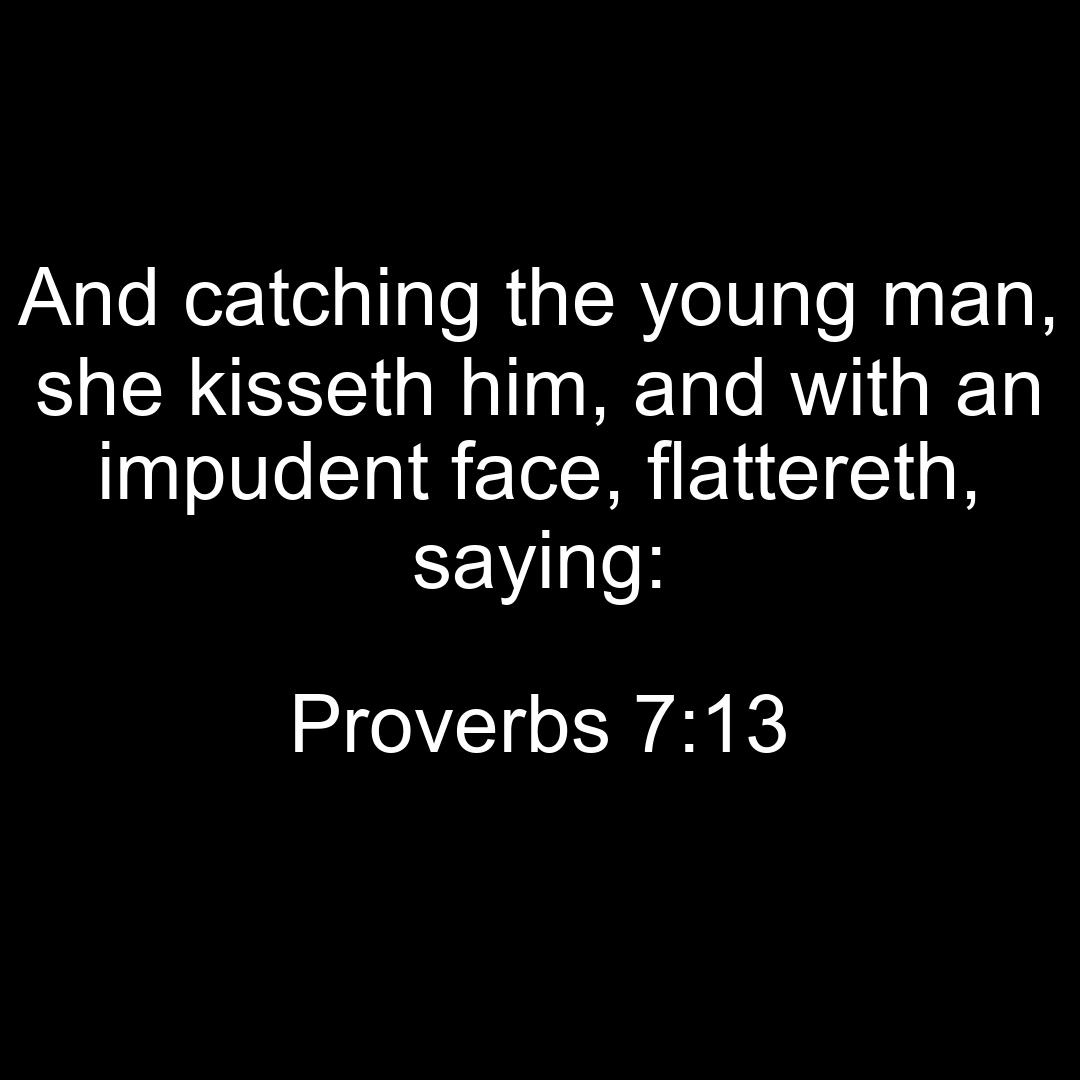 And catching the young man,
she kisseth him, and with an
impudent face, flattereth,
saying:
Proverbs 7:13